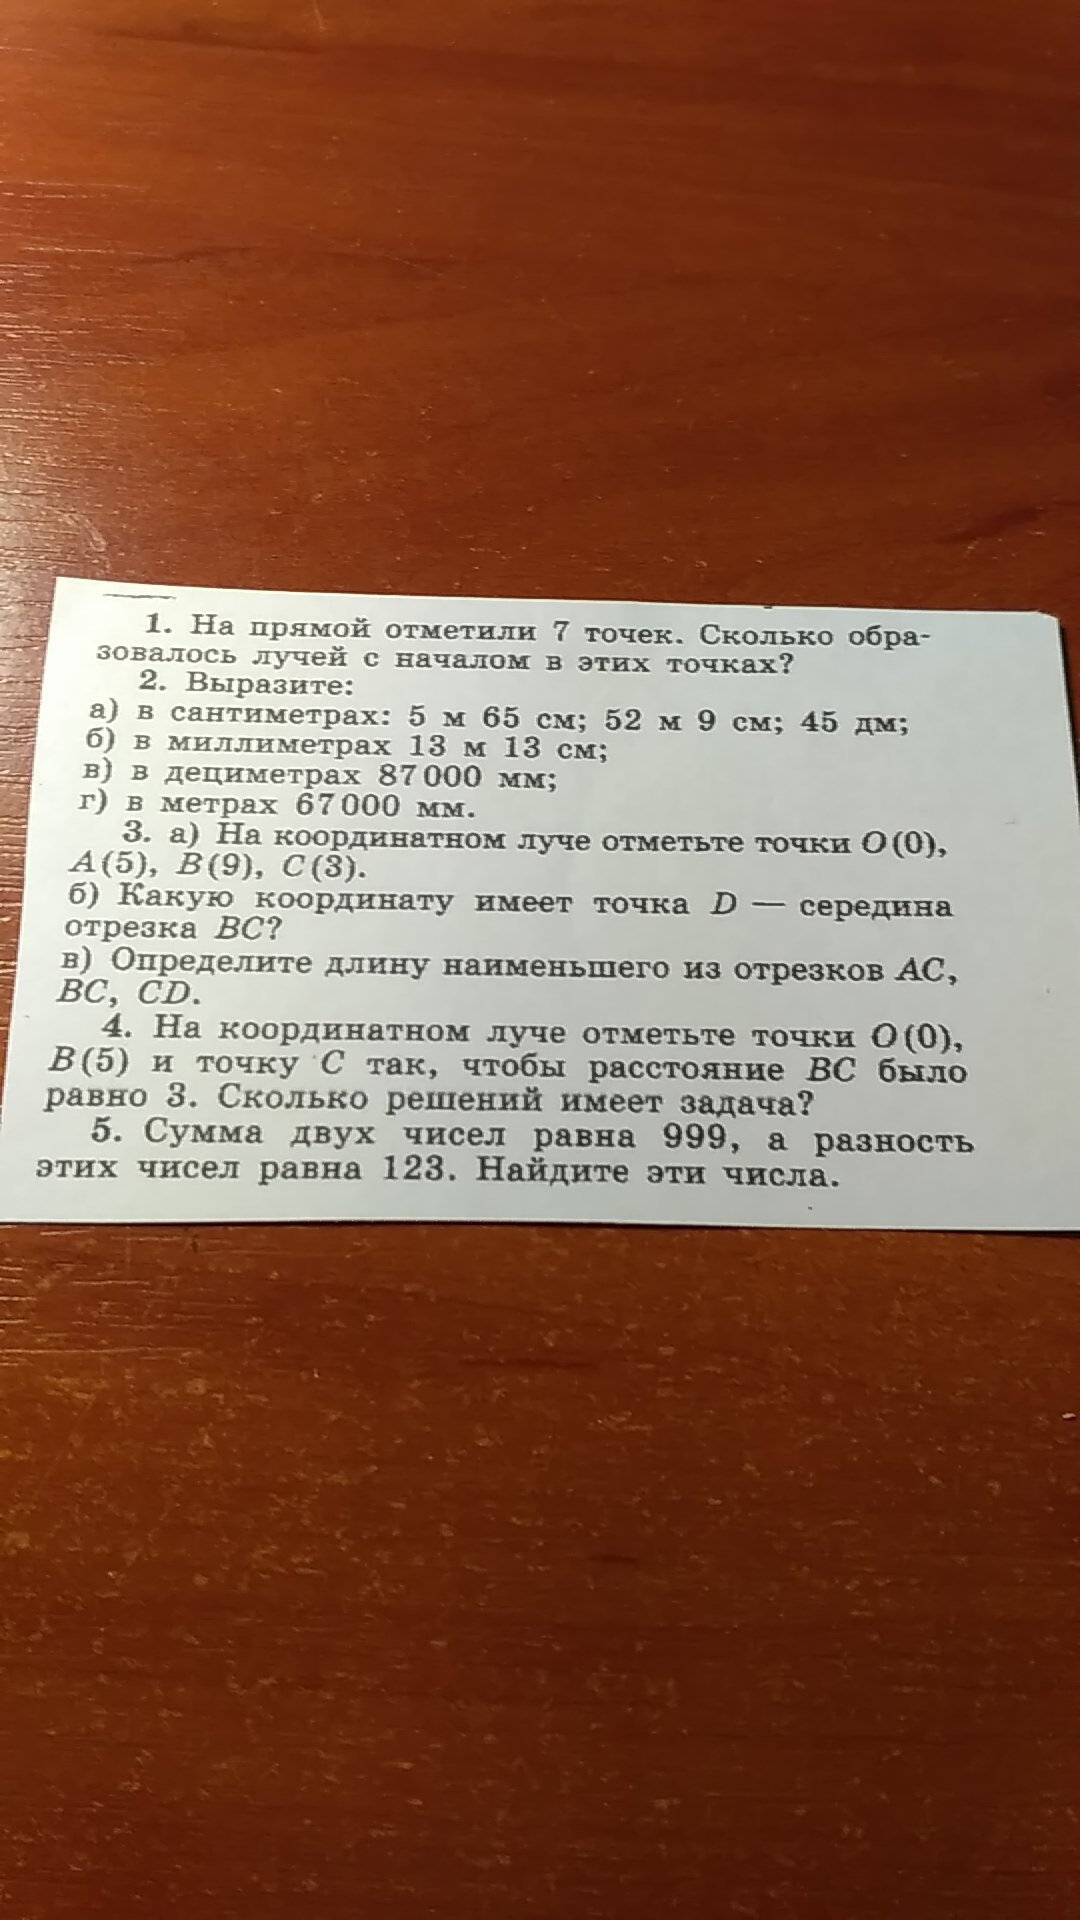 1. На прямой отметили 7 точек. Сколько обра-
зовалось лучей с началом в этих точках?
2. Выразите:
а) в сантиметрах: 5 м 65 см; 52 м 9 см; 45 дм;
б) в миллиметрах 13 м 13 см;
в) в дециметрах 87 000 мм;
г) в метрах 67 000 мм.
3. а) На координатном луче отметьте точки O(0),
A(5), B(9), C(3).
б) Какую координату имеет точка D — середина
отрезка BC?
в) Определите длину наименьшего из отрезков AC,
BC, CD.
4. На координатном луче отметьте точки O(0),
B(5) и точку C так, чтобы расстояние BC было
равно 3. Сколько решений имеет задача?
5. Сумма двух чисел равна 999, а разность
этих чисел равна 123. Найдите эти числа.